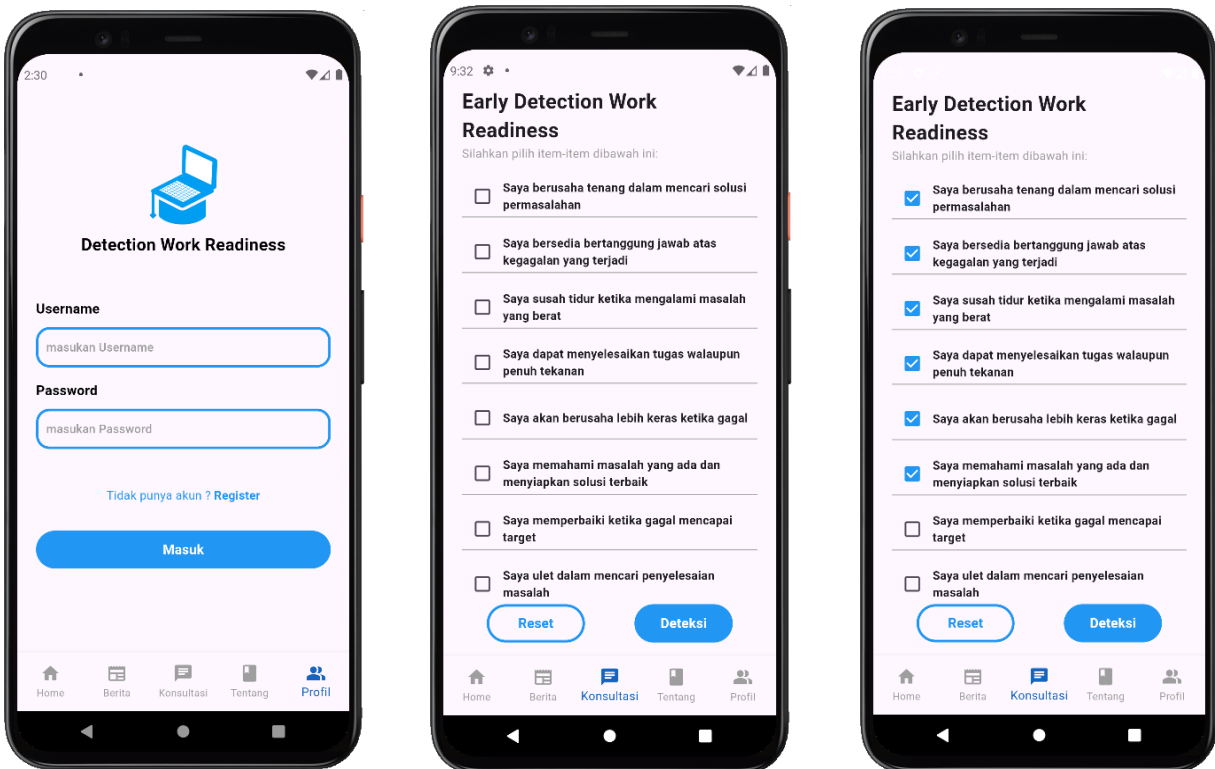 2:30
Detection Work Readiness
Username
masukan Username
Password
masukan Password
Tidak punya akun ? Register
Masuk
Home
Berita
Konsultasi
Tentang
Profil
9:32
Early Detection Work
Readiness
Silahkan pilih item-item dibawah ini:
Saya berusaha tenang dalam mencari solusi
permasalahan
Saya bersedia bertanggung jawab atas
kegagalan yang terjadi
Saya susah tidur ketika mengalami masalah
yang berat
Saya dapat menyelesaikan tugas walaupun
penuh tekanan
Saya akan berusaha lebih keras ketika gagal
Saya memahami masalah yang ada dan
menyiapkan solusi terbaik
Saya memperbaiki ketika gagal mencapai
target
Saya ulet dalam mencari penyelesaian
masalah
Reset
Deteksi
Home
Berita
Konsultasi
Tentang
Profil
Early Detection Work
Readiness
Silahkan pilih item-item dibawah ini:
Saya berusaha tenang dalam mencari solusi
permasalahan
Saya bersedia bertanggung jawab atas
kegagalan yang terjadi
Saya susah tidur ketika mengalami masalah
yang berat
Saya dapat menyelesaikan tugas walaupun
penuh tekanan
Saya akan berusaha lebih keras ketika gagal
Saya memahami masalah yang ada dan
menyiapkan solusi terbaik
Saya memperbaiki ketika gagal mencapai
target
Saya ulet dalam mencari penyelesaian
masalah
Reset
Deteksi
Home
Berita
Konsultasi
Tentang
Profil